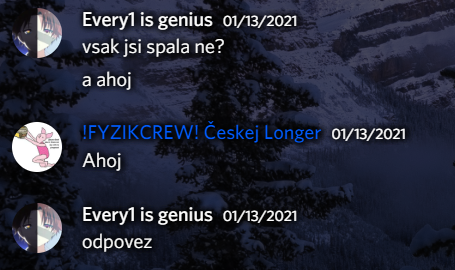 Every1 is genius 01/13/2021
vsak jsi spala ne?
a ahoj
!FYZIKCREW! Českej Longer 01/13/2021
Ahoj
Every1 is genius 01/13/2021
odpovez